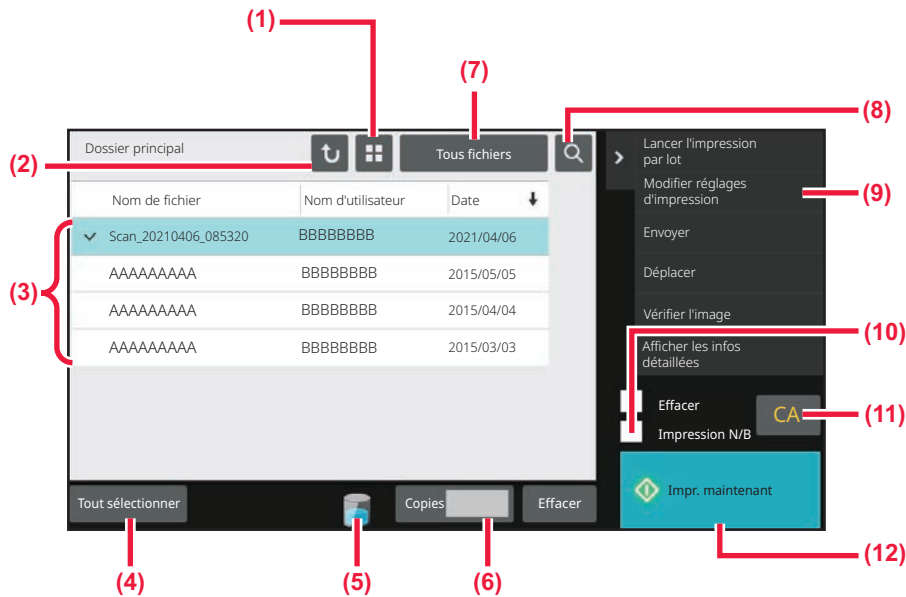 (1)
(7)
(8)
(2)
Dossier principal
Tous fichiers
Nom de fichier Nom d'utilisateur Date
(3)
Scan_20210406_085320 BBBBBBBB 2021/04/06
AAAAAAAAA BBBBBBBB 2015/05/05
AAAAAAAAA BBBBBBBB 2015/04/04
AAAAAAAAA BBBBBBBB 2015/03/03
Lancer l'impression
par lot
Modifier réglages
d'impression
(9)
Envoyer
Déplacer
Vérifier l'image
(10)
Afficher les infos
détaillées
Effacer
CA
(11)
Impression N/B
Tout sélectionner
Copies
Effacer
Impr. maintenant
(12)
(4)
(5)
(6)